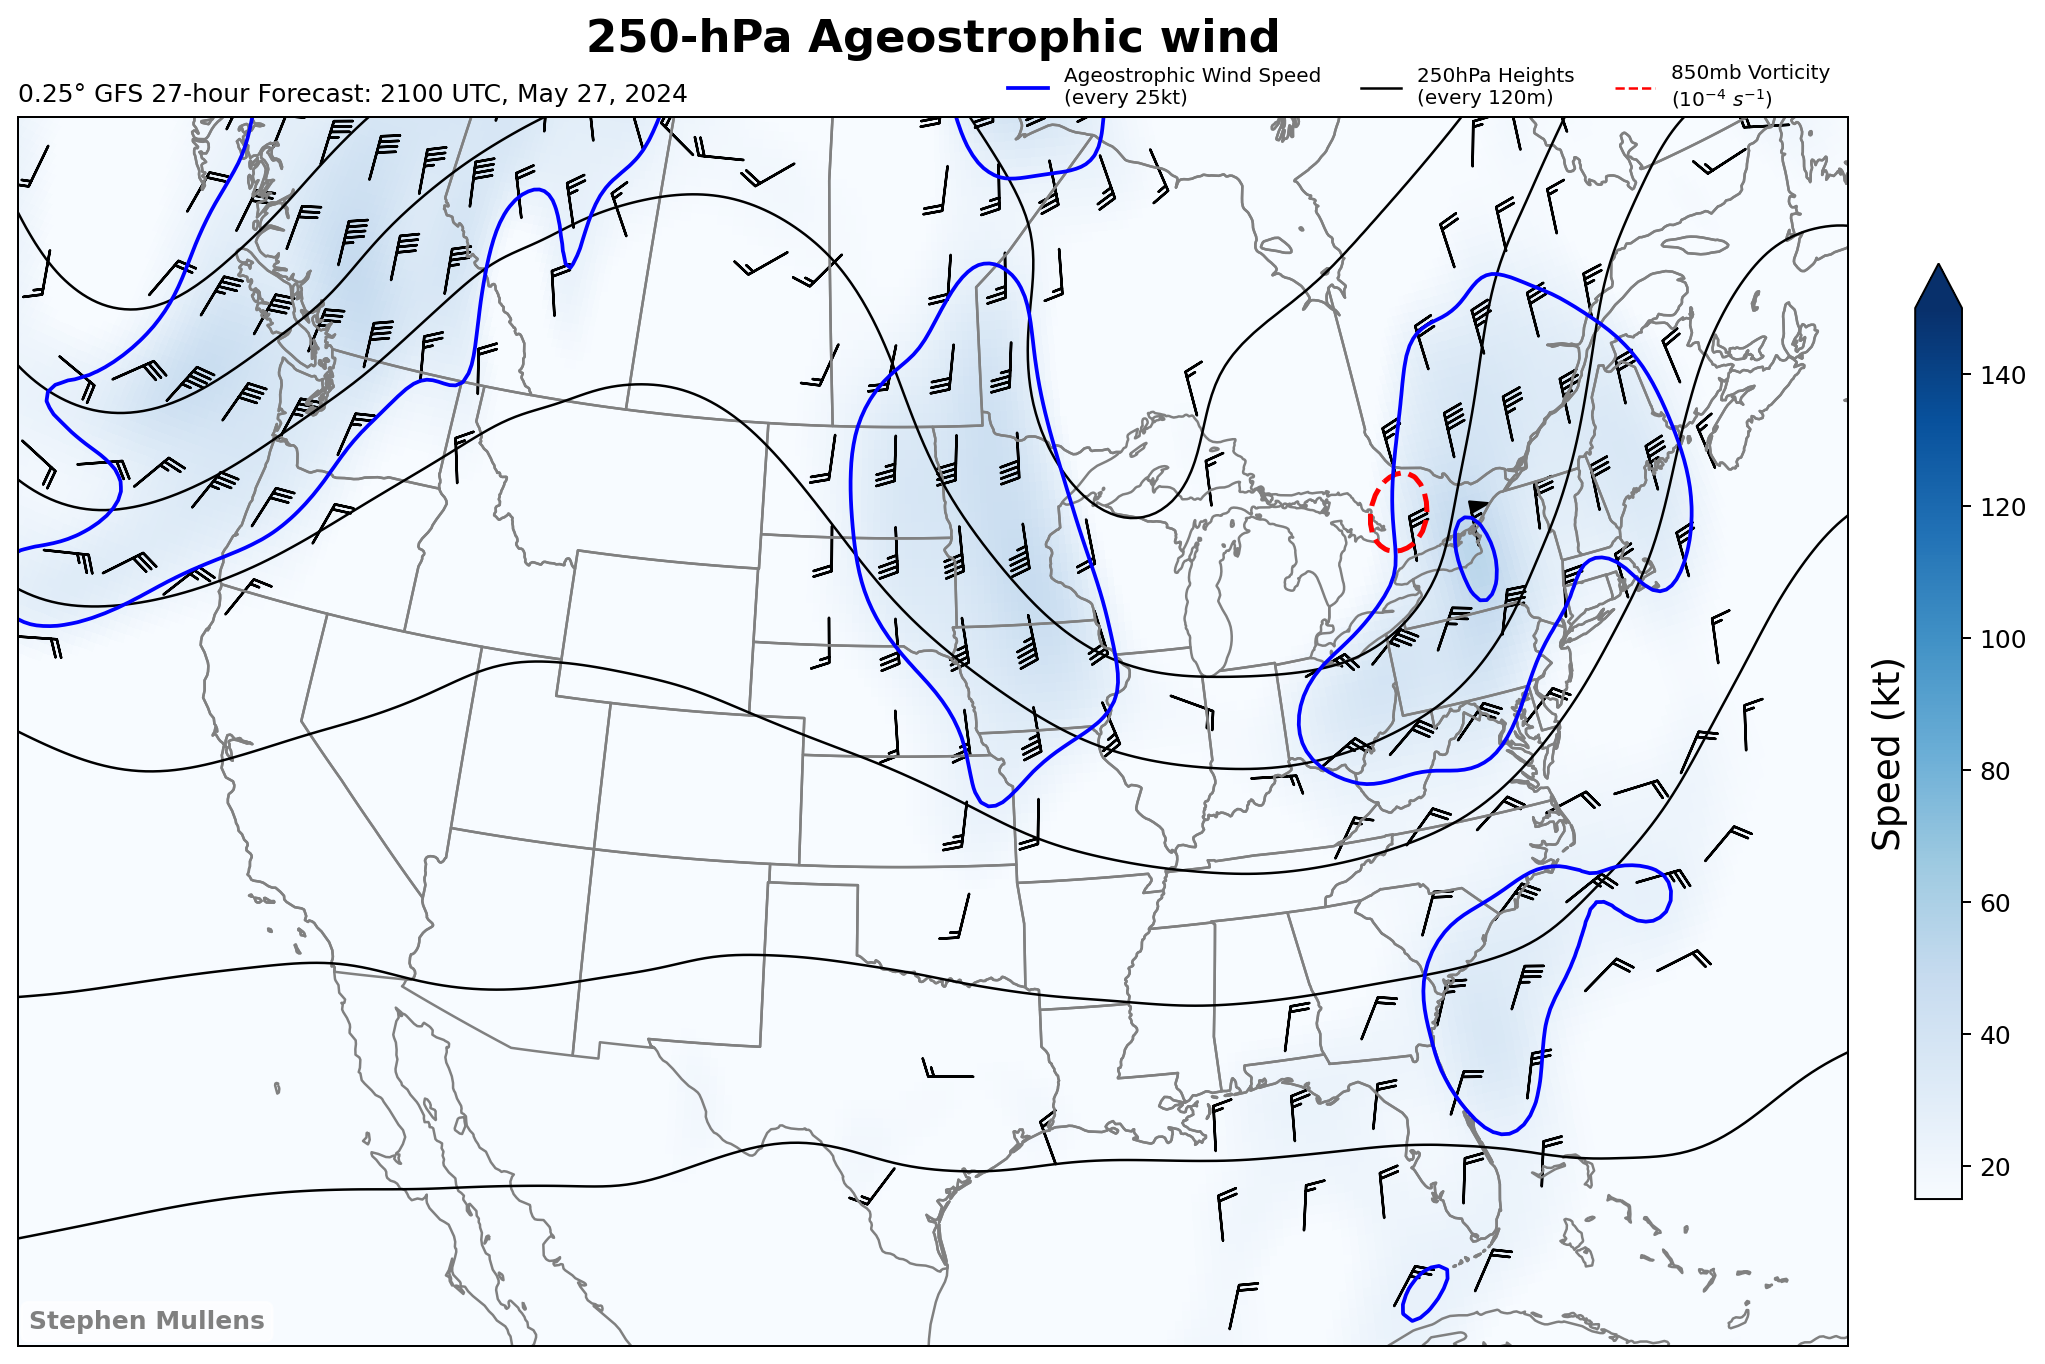 250-hPa Ageostrophic wind
0.25° GFS 27-hour Forecast: 2100 UTC, May 27, 2024
Ageostrophic Wind Speed
(every 25kt)
250hPa Heights
(every 120m)
850mb Vorticity
(10⁻⁴ s⁻¹)
140
120
100
80
60
40
20
Speed (kt)
Stephen Mullens